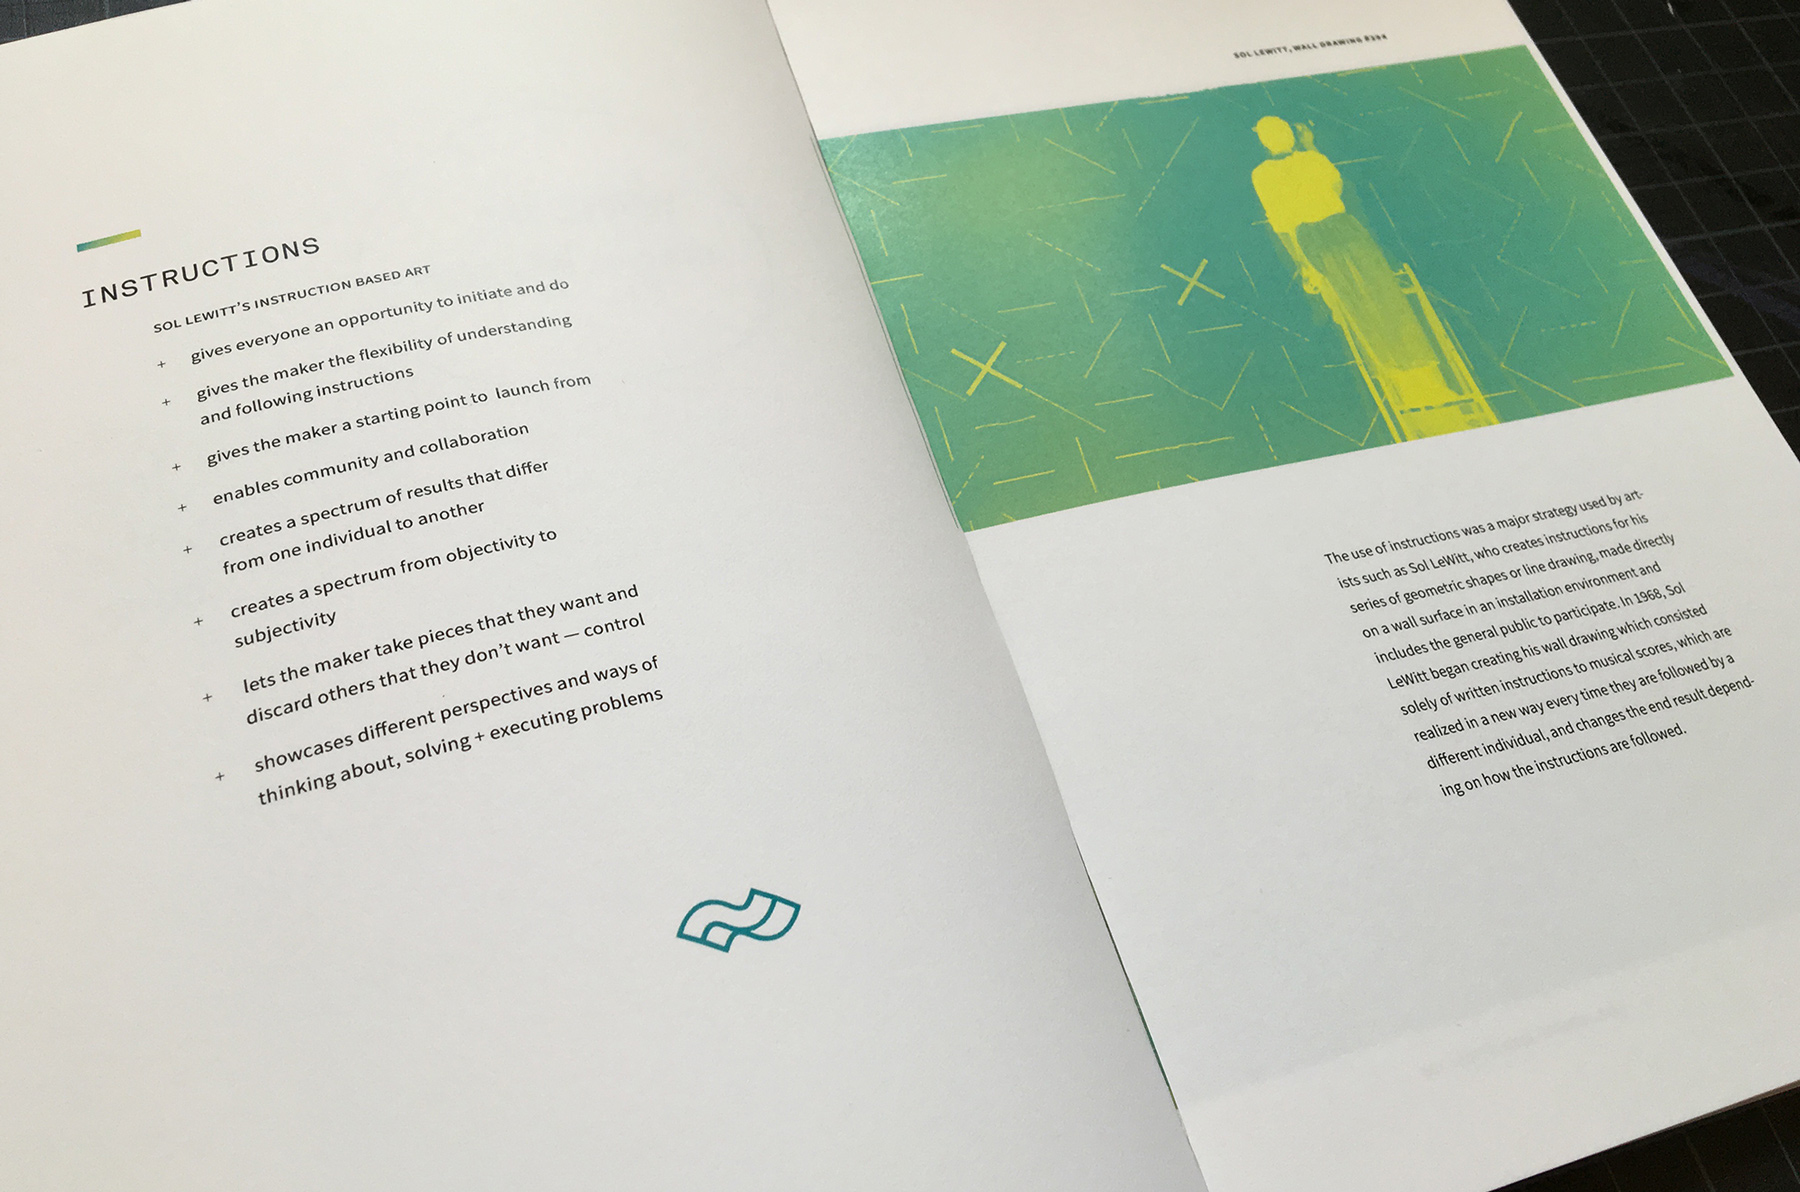 INSTRUCTIONS
SOL LEWITT'S INSTRUCTION BASED ART
+ gives everyone an opportunity to initiate and do
+ gives the maker the flexibility of understanding
and following instructions
+ gives the maker a starting point to launch from
+ enables community and collaboration
+ creates a spectrum of results that differ
from one individual to another
+ creates a spectrum from objectivity to
subjectivity
+ lets the maker take pieces that they want and
discard others that they don't want — control
+ showcases different perspectives and ways of
thinking about, solving + executing problems
SOL LEWITT, WALL DRAWING
The use of instructions was a major strategy used by art-
ists such as Sol LeWitt, who creates instructions for his
series of geometric shapes or line drawing, made directly
on a wall surface in an installation environment and
includes the general public to participate. In 1968, Sol
LeWitt began creating his wall drawing which consisted
solely of written instructions to musical scores, which are
realized in a new way every time they are followed by a
different individual, and changes the end result depend-
ing on how the instructions are followed.